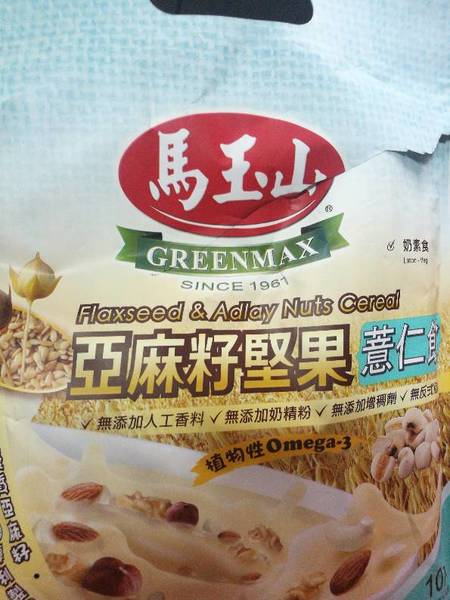 馬玉山
®
GREENMAX
SINCE 1961
奶素食
Flaxseed & Adlay Nuts Cereal
亞麻籽堅果
薏仁
✓無添加人工香料 ✓無添加奶精粉 ✓無添加增稠劑 ✓無反式
植物性Omega-3